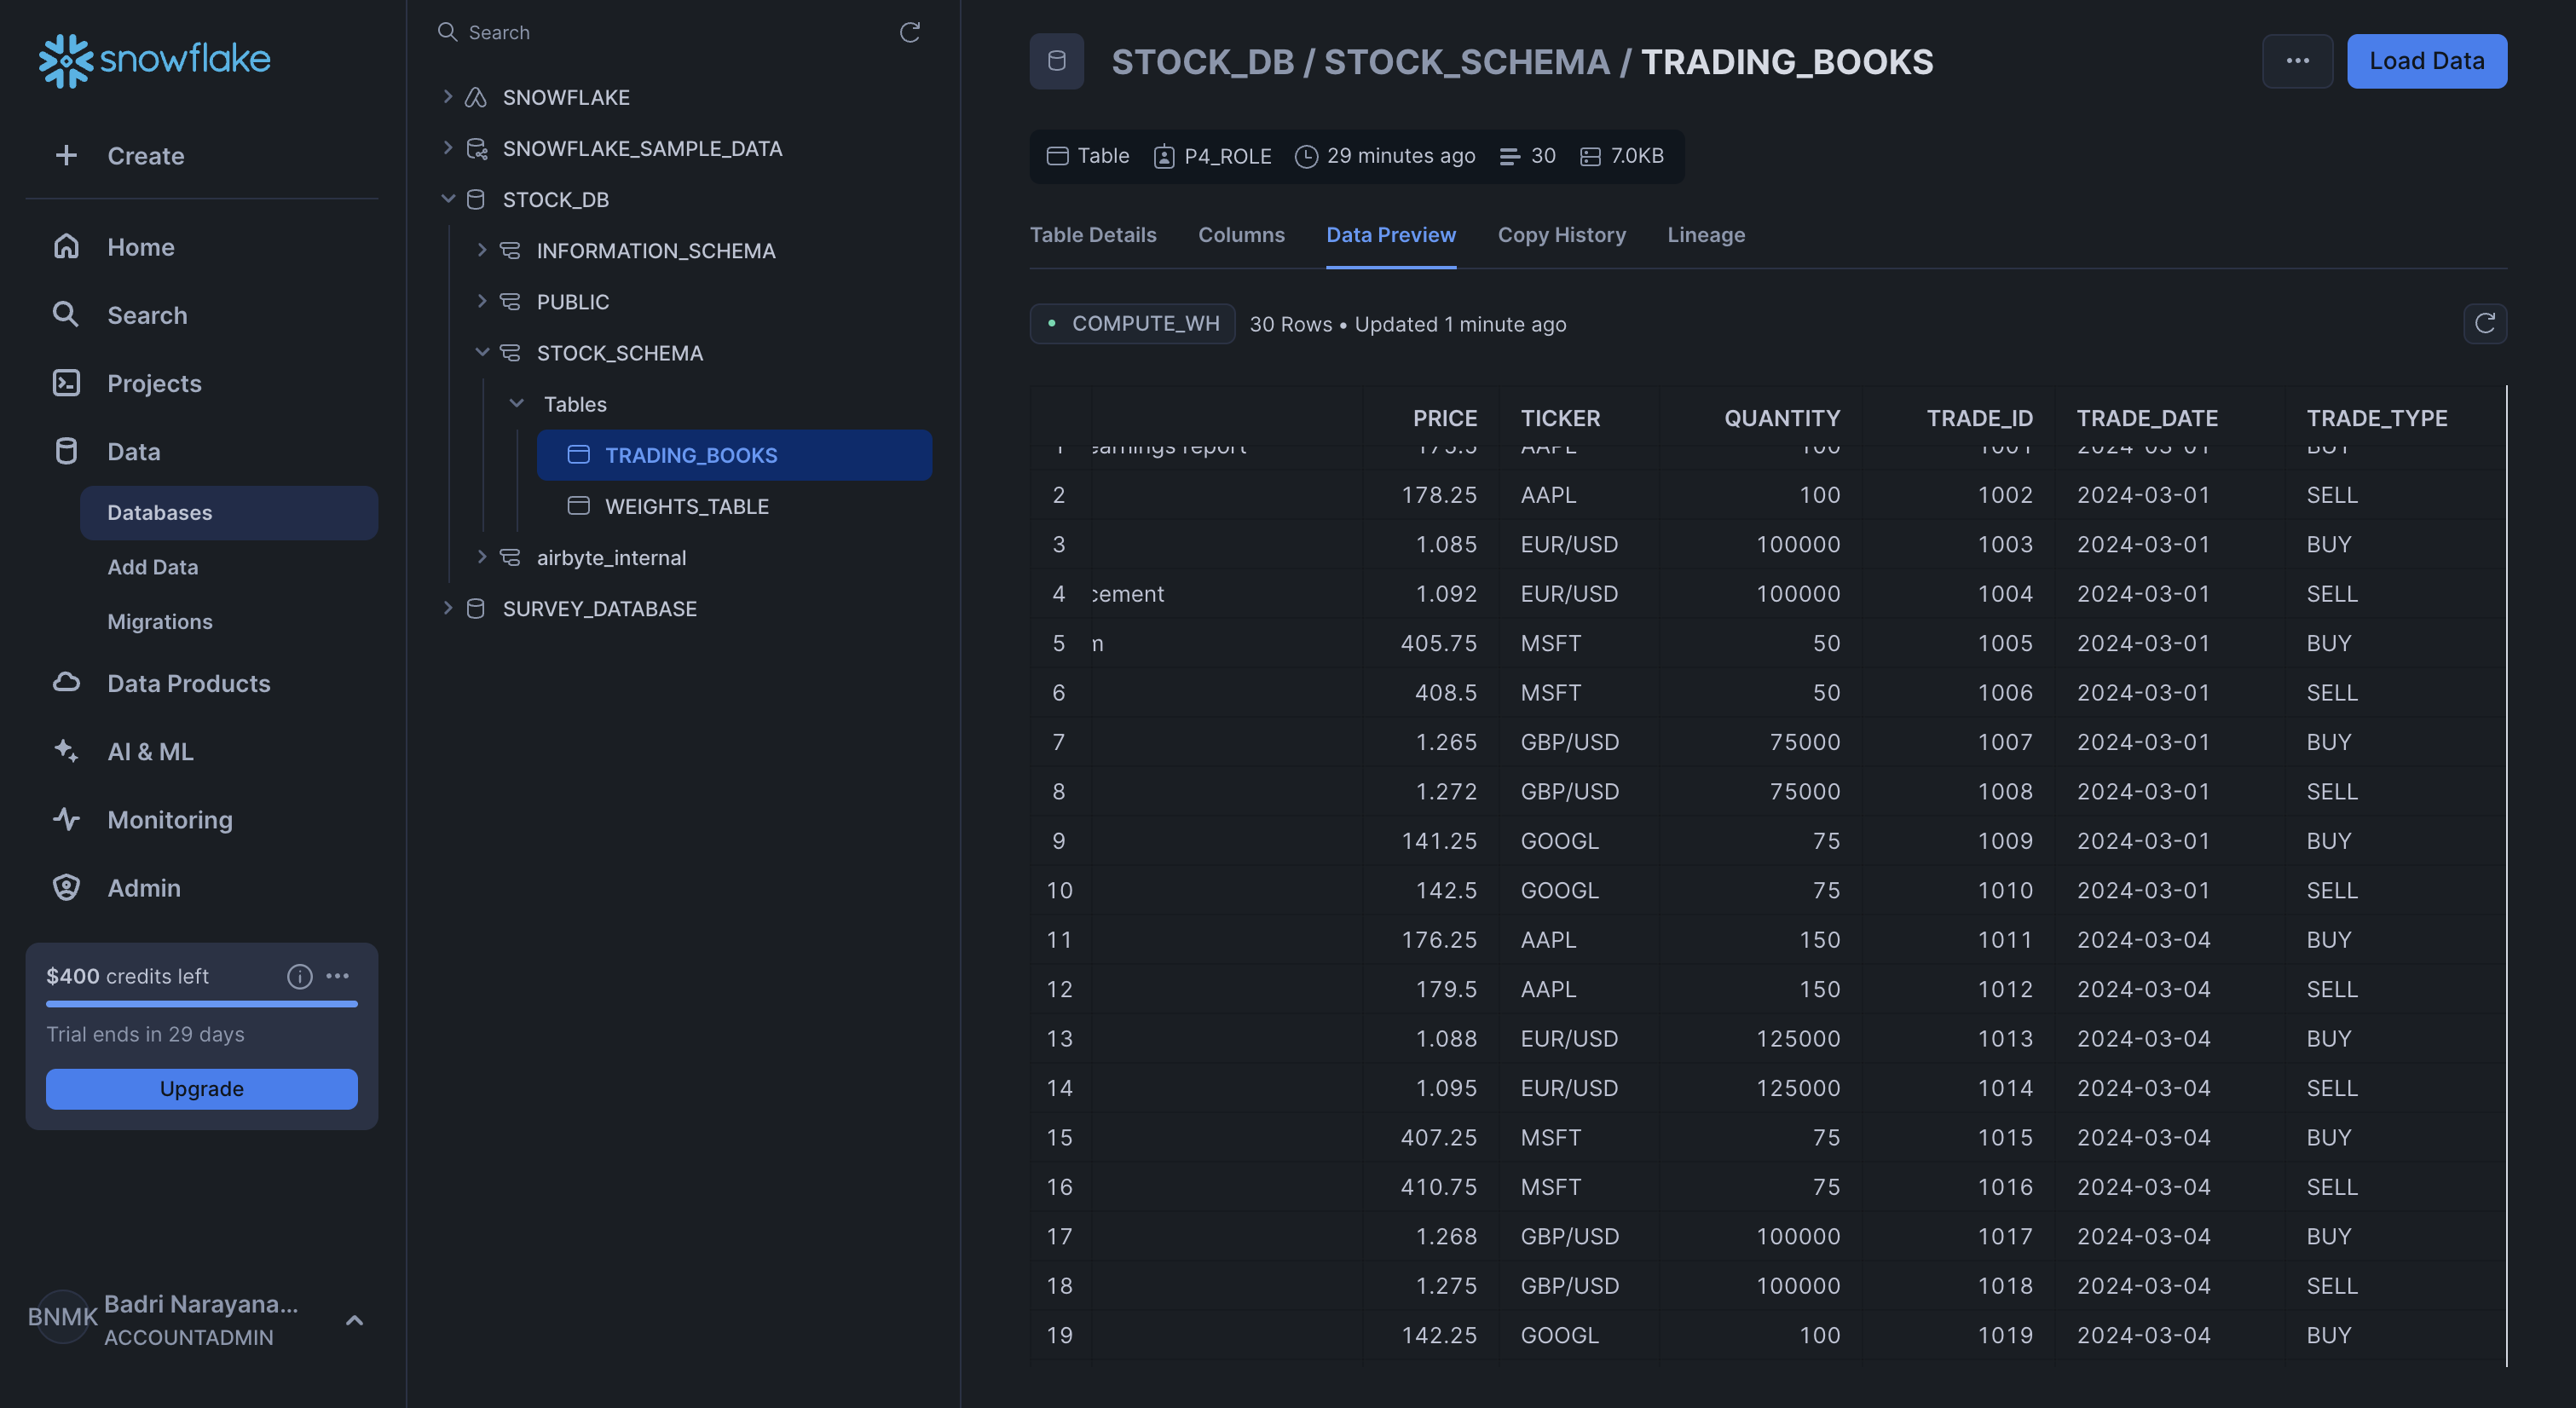 snowflake
Create
Home
Search
Projects
Data
Databases
Add Data
Migrations
Data Products
AI & ML
Monitoring
Admin
$400 credits left
Trial ends in 29 days
Upgrade
BNMK
Badri Narayana...
ACCOUNTADMIN
Search
SNOWFLAKE
SNOWFLAKE_SAMPLE_DATA
STOCK_DB
INFORMATION_SCHEMA
PUBLIC
STOCK_SCHEMA
Tables
TRADING_BOOKS
WEIGHTS_TABLE
airbyte_internal
SURVEY_DATABASE
STOCK_DB / STOCK_SCHEMA / TRADING_BOOKS
... Load Data
Table P4_ROLE 29 minutes ago 30 7.0KB
Table Details Columns Data Preview Copy History Lineage
COMPUTE_WH 30 Rows • Updated 1 minute ago
PRICE TICKER QUANTITY TRADE_ID TRADE_DATE TRADE_TYPE
1 earnings report 175.5 AAPL 100 1001 2024-03-01 BUY
2 178.25 AAPL 100 1002 2024-03-01 SELL
3 1.085 EUR/USD 100000 1003 2024-03-01 BUY
4 cement 1.092 EUR/USD 100000 1004 2024-03-01 SELL
5 m 405.75 MSFT 50 1005 2024-03-01 BUY
6 408.5 MSFT 50 1006 2024-03-01 SELL
7 1.265 GBP/USD 75000 1007 2024-03-01 BUY
8 1.272 GBP/USD 75000 1008 2024-03-01 SELL
9 141.25 GOOGL 75 1009 2024-03-01 BUY
10 142.5 GOOGL 75 1010 2024-03-01 SELL
11 176.25 AAPL 150 1011 2024-03-04 BUY
12 179.5 AAPL 150 1012 2024-03-04 SELL
13 1.088 EUR/USD 125000 1013 2024-03-04 BUY
14 1.095 EUR/USD 125000 1014 2024-03-04 SELL
15 407.25 MSFT 75 1015 2024-03-04 BUY
16 410.75 MSFT 75 1016 2024-03-04 SELL
17 1.268 GBP/USD 100000 1017 2024-03-04 BUY
18 1.275 GBP/USD 100000 1018 2024-03-04 SELL
19 142.25 GOOGL 100 1019 2024-03-04 BUY